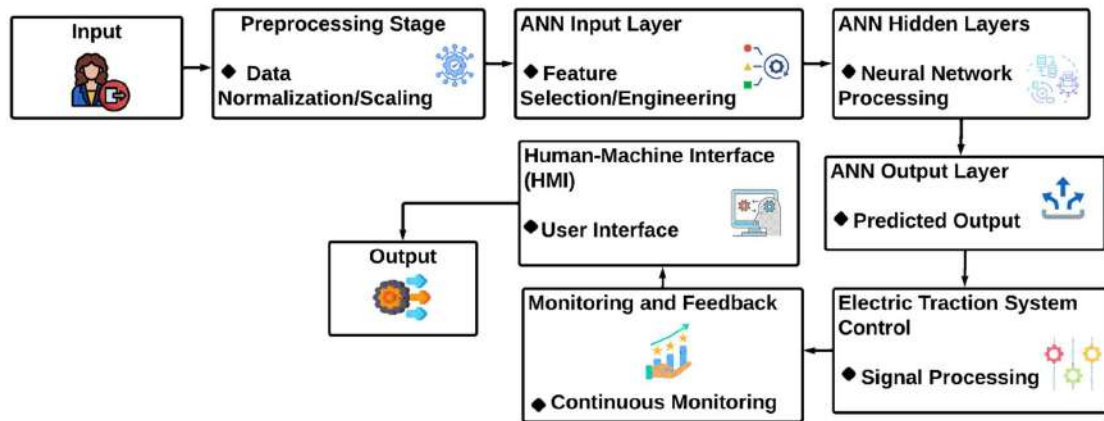 Input
Preprocessing Stage
◆ Data
Normalization/Scaling
ANN Input Layer
◆ Feature
Selection/Engineering
ANN Hidden Layers
◆ Neural Network
Processing
ANN Output Layer
◆ Predicted Output
Electric Traction System
Control
◆ Signal Processing
Monitoring and Feedback
◆ Continuous Monitoring
Human-Machine Interface
(HMI)
◆ User Interface
Output